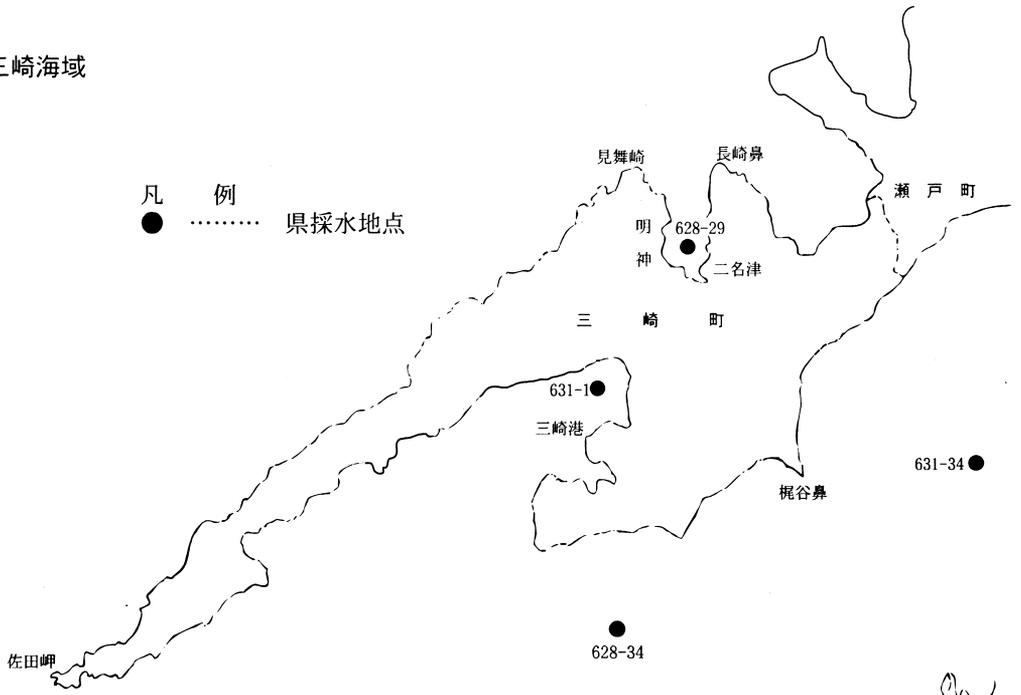 三崎海域
見舞崎
長崎鼻
凡 例
瀬戸町
● ········· 県採水地点
明神
628-29
二名津
三崎町
631-1
三崎港
631-34
梶谷鼻
628-34
佐田岬